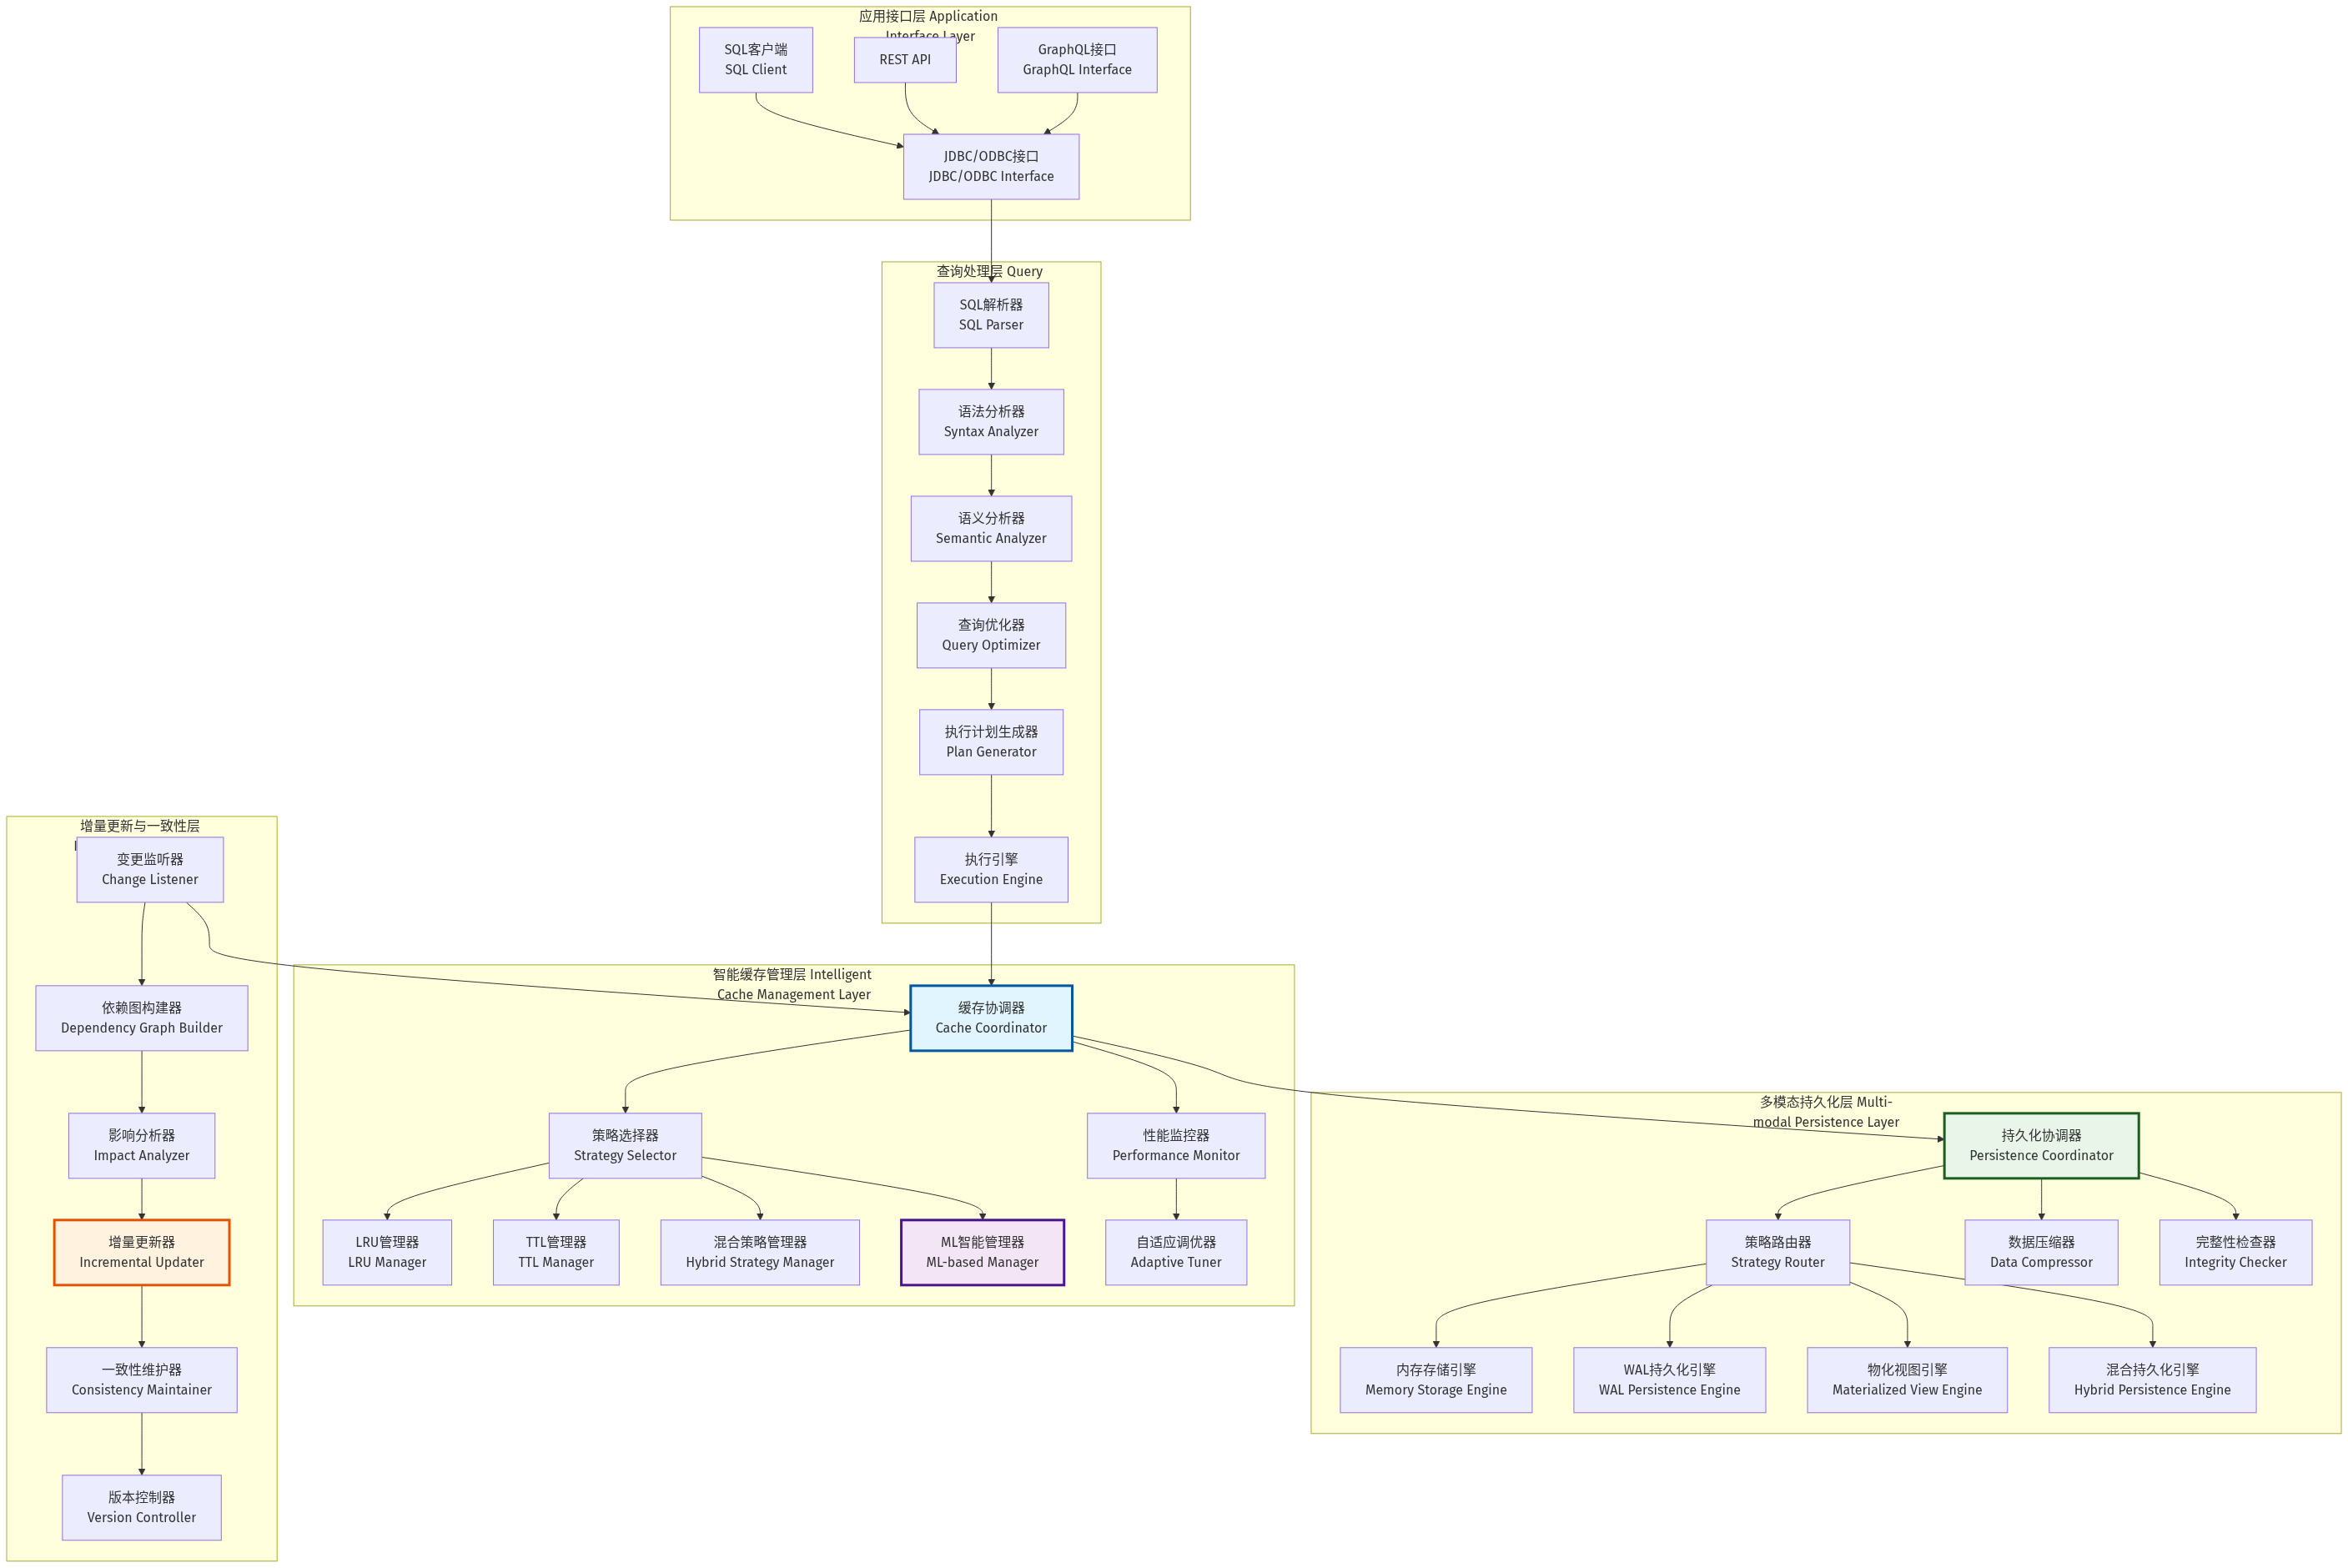 应用接口层 Application
Interface Layer
SQL客户端
SQL Client
REST API
GraphQL接口
GraphQL Interface
JDBC/ODBC接口
JDBC/ODBC Interface
查询处理层 Query
SQL解析器
SQL Parser
语法分析器
Syntax Analyzer
语义分析器
Semantic Analyzer
查询优化器
Query Optimizer
执行计划生成器
Plan Generator
执行引擎
Execution Engine
增量更新与一致性层
变更监听器
Change Listener
依赖图构建器
Dependency Graph Builder
影响分析器
Impact Analyzer
增量更新器
Incremental Updater
一致性维护器
Consistency Maintainer
版本控制器
Version Controller
智能缓存管理层 Intelligent
Cache Management Layer
缓存协调器
Cache Coordinator
策略选择器
Strategy Selector
性能监控器
Performance Monitor
LRU管理器
LRU Manager
TTL管理器
TTL Manager
混合策略管理器
Hybrid Strategy Manager
ML智能管理器
ML-based Manager
自适应调优器
Adaptive Tuner
多模态持久化层 Multi-
modal Persistence Layer
持久化协调器
Persistence Coordinator
策略路由器
Strategy Router
数据压缩器
Data Compressor
完整性检查器
Integrity Checker
内存存储引擎
Memory Storage Engine
WAL持久化引擎
WAL Persistence Engine
物化视图引擎
Materialized View Engine
混合持久化引擎
Hybrid Persistence Engine